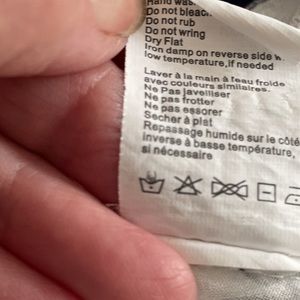 Hand wash
Do not bleach
Do not rub
Do not wring
Dry Flat
Iron damp on reverse side w
low temperature,if needed
Laver à la main à l'eau froide
avec couleurs similaires.
Ne Pas javelliser
Ne pas frotter
Ne pas essorer
Secher à plat
Repassage humide sur le côté
inverse à basse température,
si nécessaire